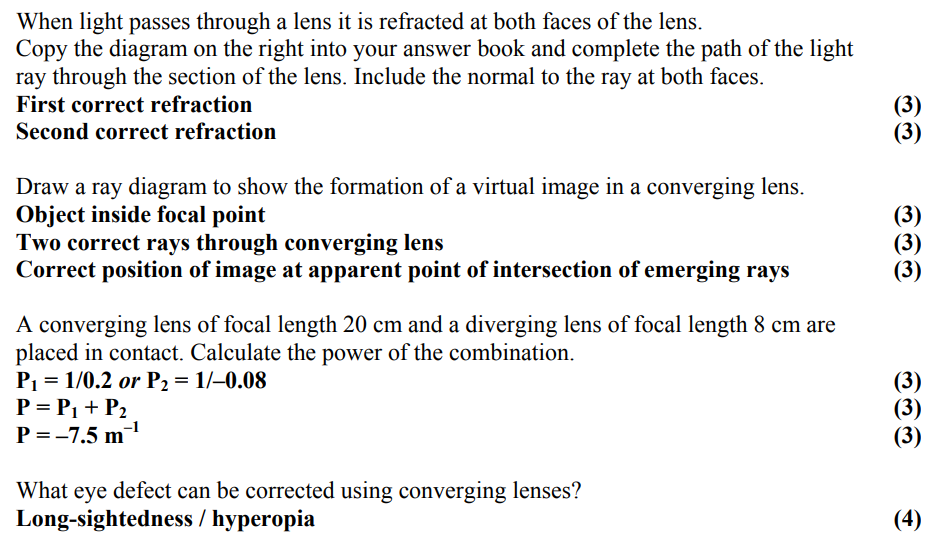 When light passes through a lens it is refracted at both faces of the lens.
Copy the diagram on the right into your answer book and complete the path of the light
ray through the section of the lens. Include the normal to the ray at both faces.
First correct refraction (3)
Second correct refraction (3)
Draw a ray diagram to show the formation of a virtual image in a converging lens.
Object inside focal point (3)
Two correct rays through converging lens (3)
Correct position of image at apparent point of intersection of emerging rays (3)
A converging lens of focal length 20 cm and a diverging lens of focal length 8 cm are
placed in contact. Calculate the power of the combination.
P₁ = 1/0.2 or P₂ = 1/–0.08 (3)
P = P₁ + P₂ (3)
P = –7.5 m⁻¹ (3)
What eye defect can be corrected using converging lenses?
Long-sightedness / hyperopia (4)